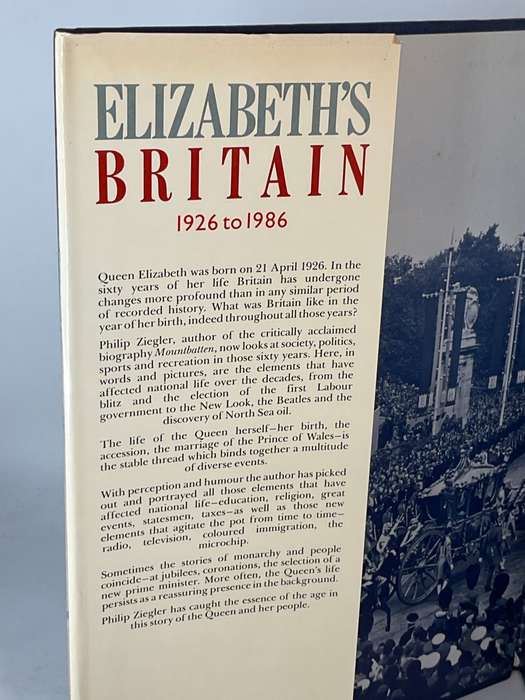 ELIZABETH'S
BRITAIN
1926 to 1986
Queen Elizabeth was born on 21 April 1926. In the
sixty years of her life Britain has undergone
changes more profound than in any similar period
of recorded history. What was Britain like in the
year of her birth, indeed throughout all those years?
Philip Ziegler, author of the critically acclaimed
biography Mountbatten, now looks at society, politics,
sports and recreation in those sixty years. Here, in
words and pictures, are the elements that have
affected national life over the decades, from the
blitz and the election of the first Labour
government to the New Look, the Beatles and the
discovery of North Sea oil.
The life of the Queen herself–her birth, the
accession, the marriage of the Prince of Wales–is
the stable thread which binds together a multitude
of diverse events.
With perception and humour the author has picked
out and portrayed all those elements that have
affected national life–education, religion, great
events, statesmen, taxes–as well as those new
elements that agitate the pot from time to time–
radio, television, coloured immigration, the
microchip.
Sometimes the stories of monarchy and people
coincide–at jubilees, coronations, the selection of a
new prime minister. More often, the Queen's life
persists as a reassuring presence in the background.
Philip Ziegler has caught the essence of the age in
this story of the Queen and her people.